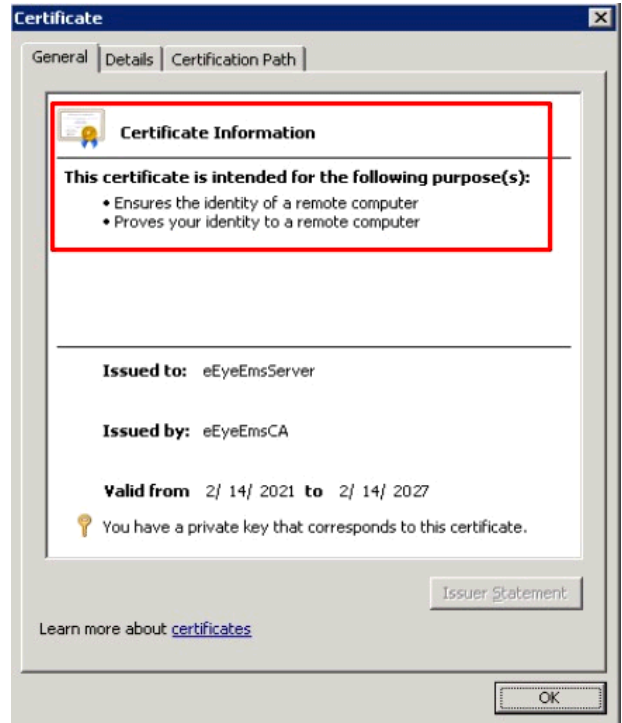 Certificate
General Details Certification Path
Certificate Information
This certificate is intended for the following purpose(s):
• Ensures the identity of a remote computer
• Proves your identity to a remote computer
Issued to: eEyeEmsServer
Issued by: eEyeEmsCA
Valid from 2/ 14/ 2021 to 2/ 14/ 2027
You have a private key that corresponds to this certificate.
Issuer Statement
Learn more about certificates
OK